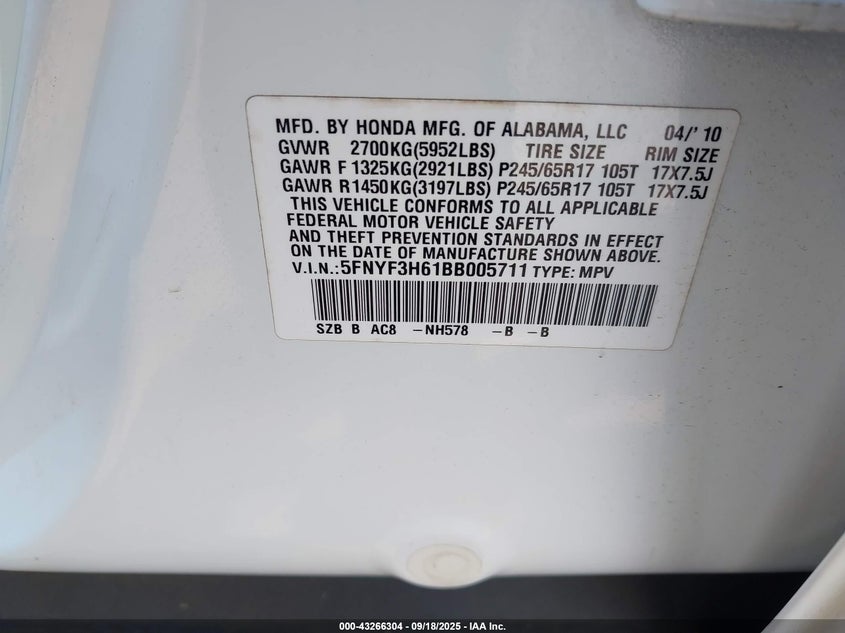 MFD. BY HONDA MFG. OF ALABAMA, LLC 04/' 10
GVWR 2700KG(5952LBS) TIRE SIZE RIM SIZE
GAWR F 1325KG(2921LBS) P245/65R17 105T 17X7.5J
GAWR R1450KG(3197LBS) P245/65R17 105T 17X7.5J
THIS VEHICLE CONFORMS TO ALL APPLICABLE
FEDERAL MOTOR VEHICLE SAFETY
AND THEFT PREVENTION STANDARDS IN EFFECT
ON THE DATE OF MANUFACTURE SHOWN ABOVE.
V.I.N.:5FNYF3H61BB005711 TYPE: MPV
SZB B AC8 -NH578 -B -B
000-43266304 - 09/18/2025 - IAA Inc.